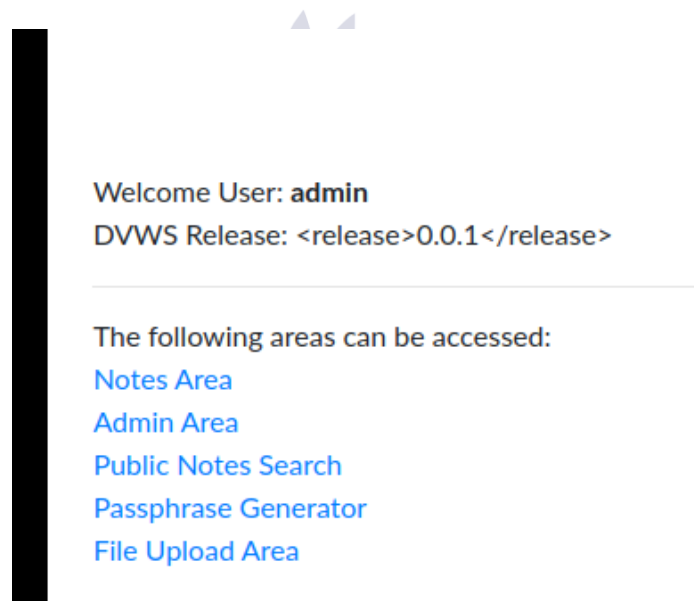 Welcome User: admin
DVWS Release: <release>0.0.1</release>
The following areas can be accessed:
Notes Area
Admin Area
Public Notes Search
Passphrase Generator
File Upload Area